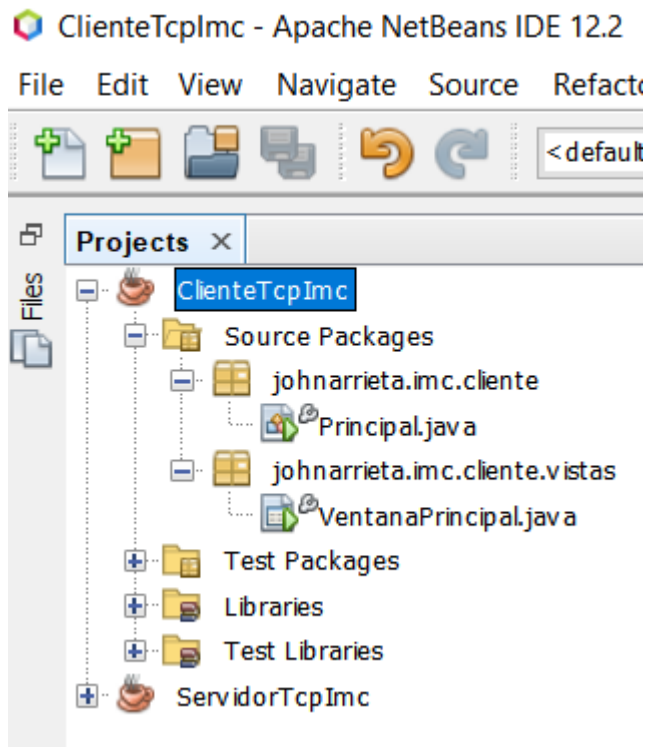 ClienteTcpImc - Apache NetBeans IDE 12.2
File Edit View Navigate Source Refacto
<default
Projects ×
Files
ClienteTcpImc
Source Packages
johnarrieta.imc.cliente
Principal.java
johnarrieta.imc.cliente.vistas
VentanaPrincipal.java
Test Packages
Libraries
Test Libraries
ServidorTcpImc